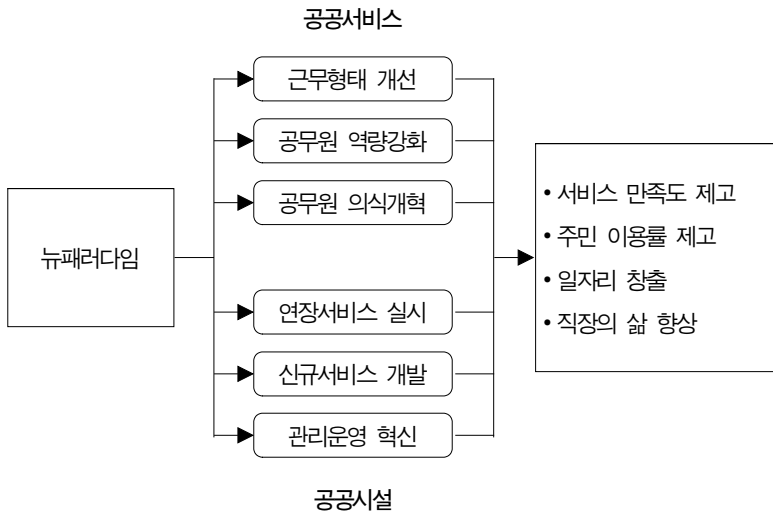 공공서비스
근무형태 개선
공무원 역량강화
공무원 의식개혁
뉴패러다임
연장서비스 실시
신규서비스 개발
관리운영 혁신
공공시설
• 서비스 만족도 제고
• 주민 이용률 제고
• 일자리 창출
• 직장의 삶 향상